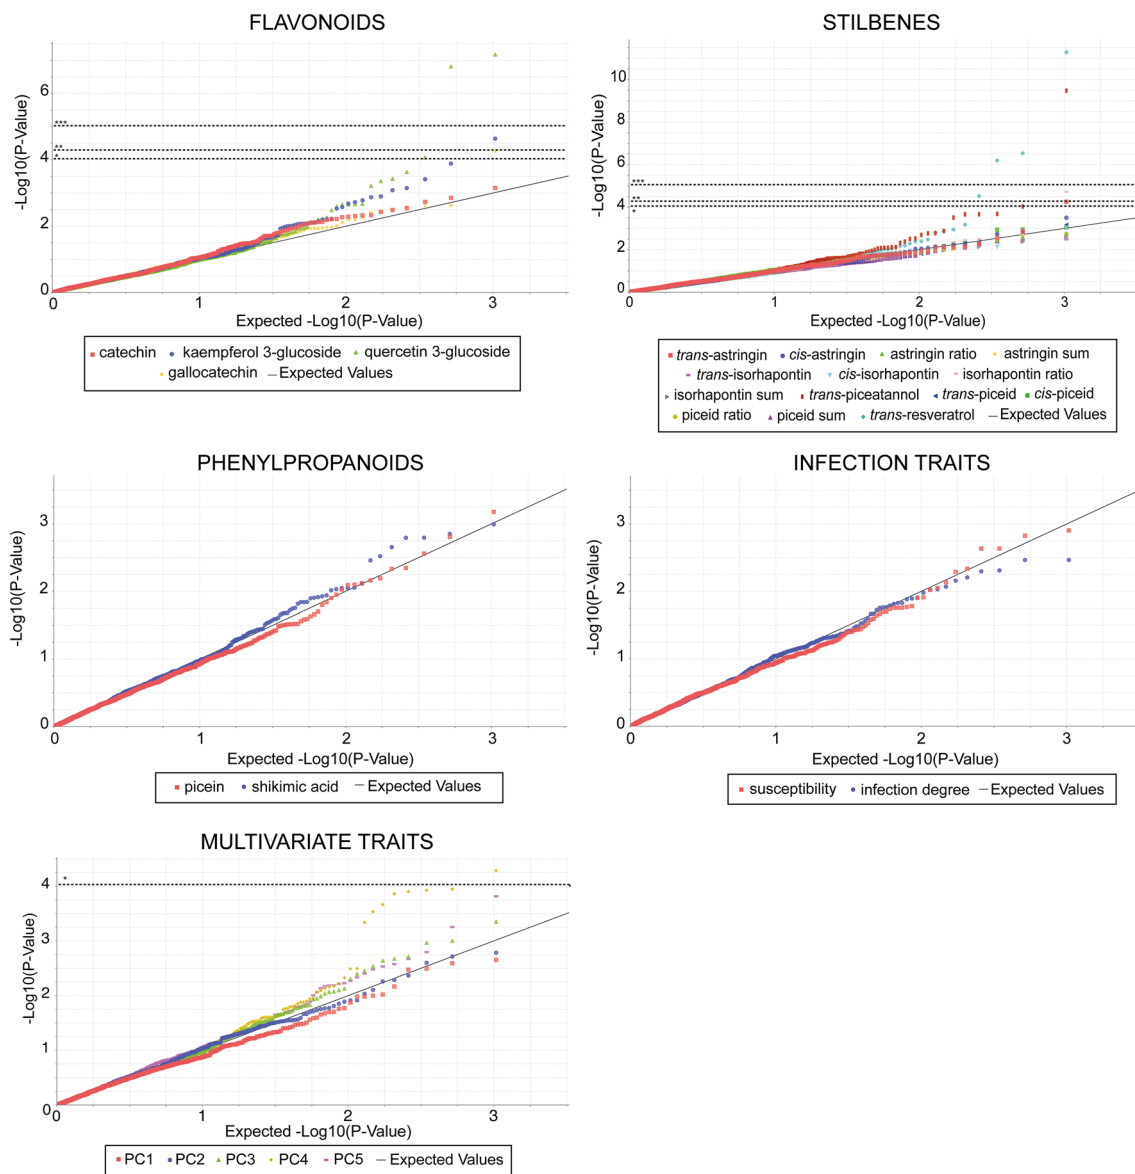 FLAVONOIDS
-Log10(P-Value)
6
4
2
0
***
**
*
0
1
2
3
Expected -Log10(P-Value)
catechin kaempferol 3-glucoside quercetin 3-glucoside
gallocatechin Expected Values
STILBENES
-Log10(P-Value)
10
8
6
4
2
0
***
**
*
0
1
2
3
Expected -Log10(P-Value)
trans-astringin cis-astringin astringin ratio astringin sum
trans-isorhapontin cis-isorhapontin isorhapontin ratio
isorhapontin sum trans-piceatannol trans-piceid cis-piceid
piceid ratio piceid sum trans-resveratrol Expected Values
PHENYLPROPANOIDS
-Log10(P-Value)
3
2
1
0
0
1
2
3
Expected -Log10(P-Value)
picein shikimic acid Expected Values
INFECTION TRAITS
-Log10(P-Value)
3
2
1
0
0
1
2
3
Expected -Log10(P-Value)
susceptibility infection degree Expected Values
MULTIVARIATE TRAITS
-Log10(P-Value)
4
3
2
1
0
*
0
1
2
3
Expected -Log10(P-Value)
PC1 PC2 PC3 PC4 PC5 Expected Values